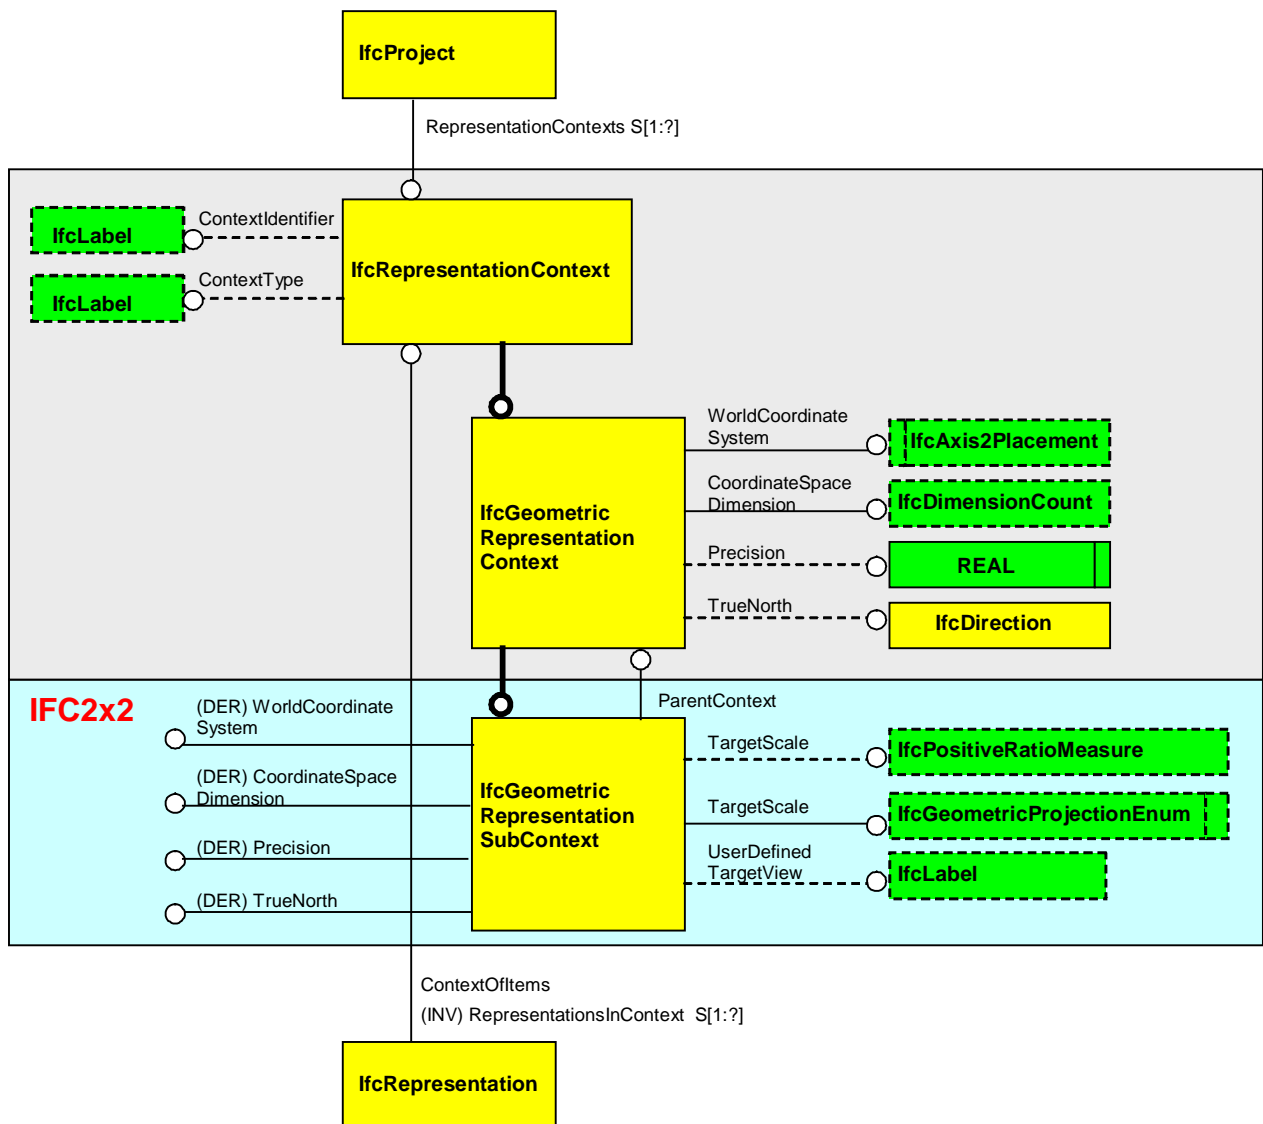 IfcProject
RepresentationContexts S[1:?]
ContextIdentifier
IfcLabel
IfcRepresentationContext
ContextType
IfcLabel
WorldCoordinate
System
IfcAxis2Placement
CoordinateSpace
Dimension
IfcDimensionCount
IfcGeometric
Representation
Context
Precision
REAL
TrueNorth
IfcDirection
IFC2x2
ParentContext
(DER) WorldCoordinate
System
TargetScale
IfcPositiveRatioMeasure
(DER) CoordinateSpace
Dimension
IfcGeometric
Representation
SubContext
TargetScale
IfcGeometricProjectionEnum
(DER) Precision
UserDefined
TargetView
IfcLabel
(DER) TrueNorth
ContextOfItems
(INV) RepresentationsInContext S[1:?]
IfcRepresentation